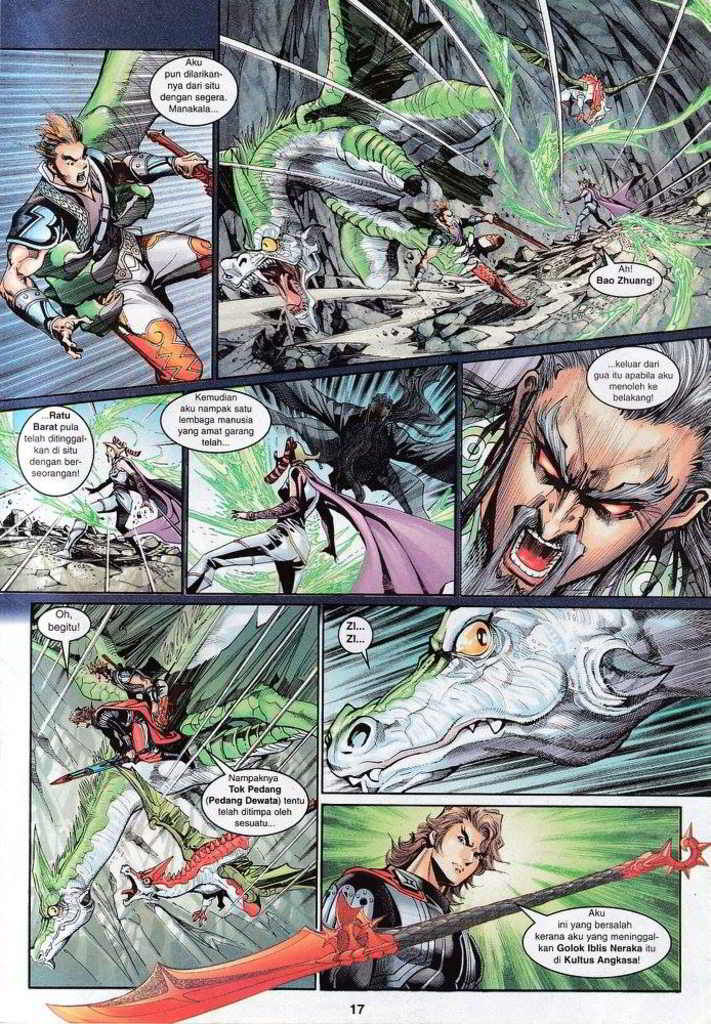 Aku
pun dilarikan-
nya dari situ
dengan segera.
Manakala...
Ah!
Bao Zhuang!
...Ratu
Barat pula
telah ditinggal-
kan di situ
dengan ber-
seorangan!
Kemudian
aku nampak satu
lembaga manusia
yang amat garang
telah...
...keluar dari
gua itu apabila aku
menoleh ke
belakang!
Oh,
begitu!
Nampaknya
Tok Pedang
(Pedang Dewata) tentu
telah ditimpa oleh
sesuatu...
ZI...
ZI...
Aku
ini yang bersalah
kerana aku yang meninggal-
kan Golok Iblis Neraka itu
di Kultus Angkasa!
17